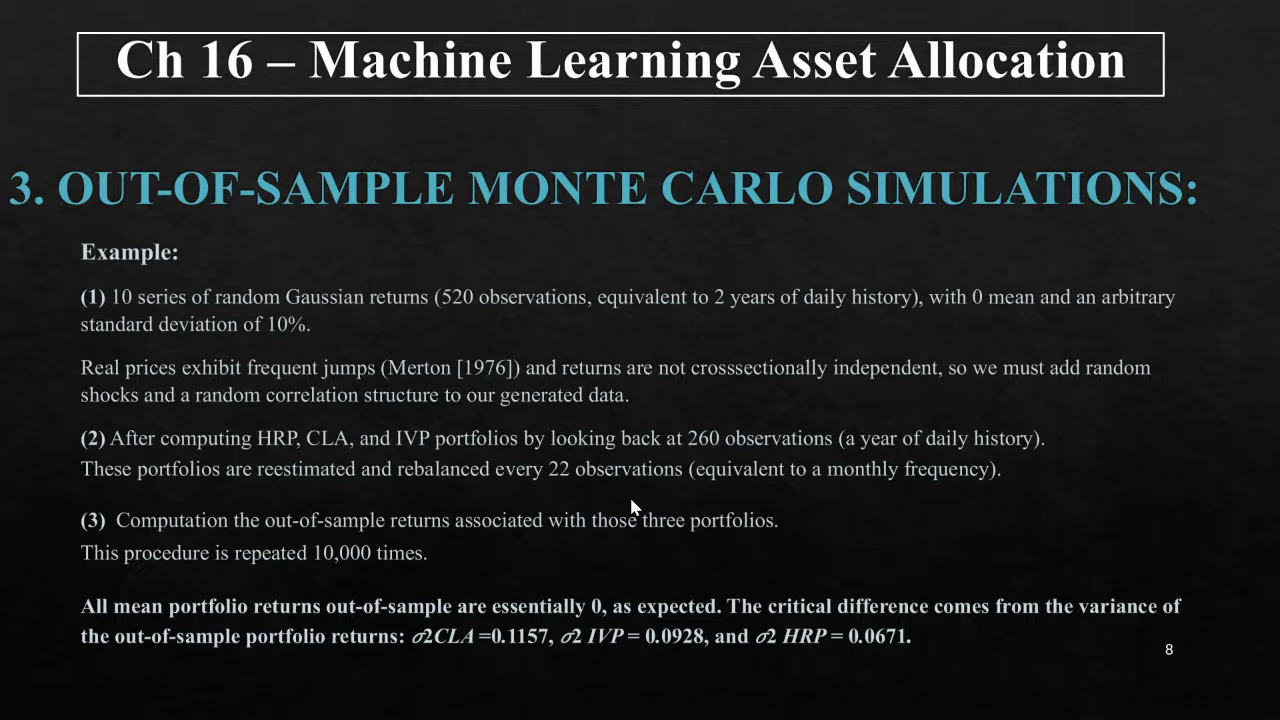 Ch 16 – Machine Learning Asset Allocation
3. OUT-OF-SAMPLE MONTE CARLO SIMULATIONS:
Example:
(1) 10 series of random Gaussian returns (520 observations, equivalent to 2 years of daily history), with 0 mean and an arbitrary
standard deviation of 10%.
Real prices exhibit frequent jumps (Merton [1976]) and returns are not crosssectionally independent, so we must add random
shocks and a random correlation structure to our generated data.
(2) After computing HRP, CLA, and IVP portfolios by looking back at 260 observations (a year of daily history).
These portfolios are reestimated and rebalanced every 22 observations (equivalent to a monthly frequency).
(3) Computation the out-of-sample returns associated with those three portfolios.
This procedure is repeated 10,000 times.
All mean portfolio returns out-of-sample are essentially 0, as expected. The critical difference comes from the variance of
the out-of-sample portfolio returns: σ2CLA =0.1157, σ2 IVP = 0.0928, and σ2 HRP = 0.0671.
8